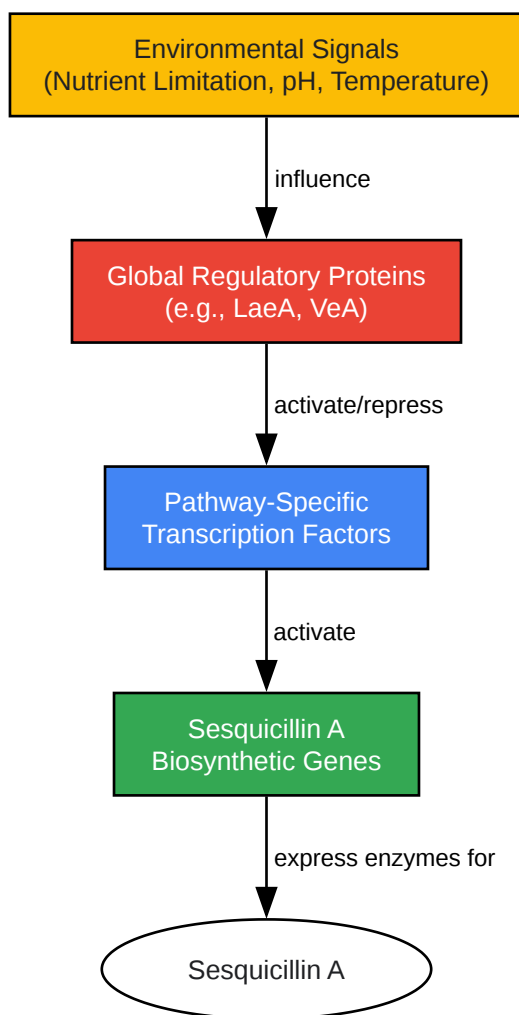 Environmental Signals
(Nutrient Limitation, pH, Temperature)
influence
Global Regulatory Proteins
(e.g., LaeA, VeA)
activate/repress
Pathway-Specific
Transcription Factors
activate
Sesquicillin A
Biosynthetic Genes
express enzymes for
Sesquicillin A